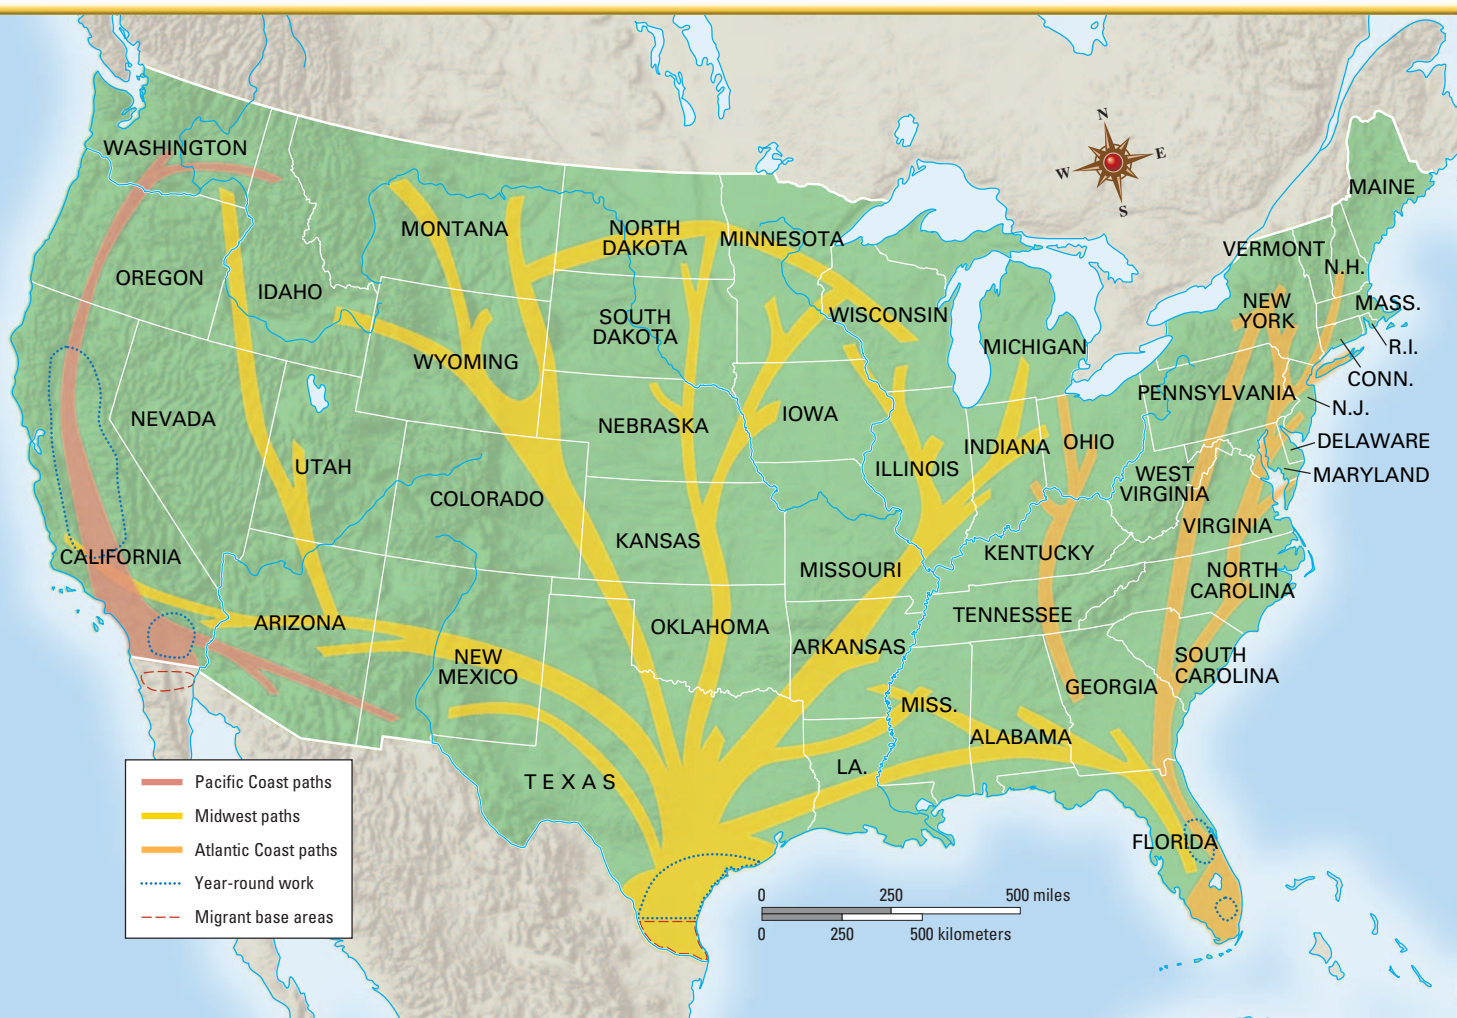 N
W
E
S
WASHINGTON
MONTANA
NORTH
DAKOTA
MINNESOTA
MAINE
VERMONT
N.H.
OREGON
IDAHO
SOUTH
DAKOTA
WISCONSIN
MICHIGAN
NEW
YORK
MASS.
R.I.
CONN.
WYOMING
NEVADA
UTAH
COLORADO
NEBRASKA
IOWA
ILLINOIS
INDIANA
OHIO
PENNSYLVANIA
N.J.
DELAWARE
MARYLAND
WEST
VIRGINIA
VIRGINIA
CALIFORNIA
KANSAS
MISSOURI
KENTUCKY
NORTH
CAROLINA
ARIZONA
NEW
MEXICO
OKLAHOMA
ARKANSAS
TENNESSEE
SOUTH
CAROLINA
MISS.
GEORGIA
ALABAMA
TEXAS
LA.
FLORIDA
Pacific Coast paths
Midwest paths
Atlantic Coast paths
Year-round work
Migrant base areas
0 250 500 miles
0 250 500 kilometers